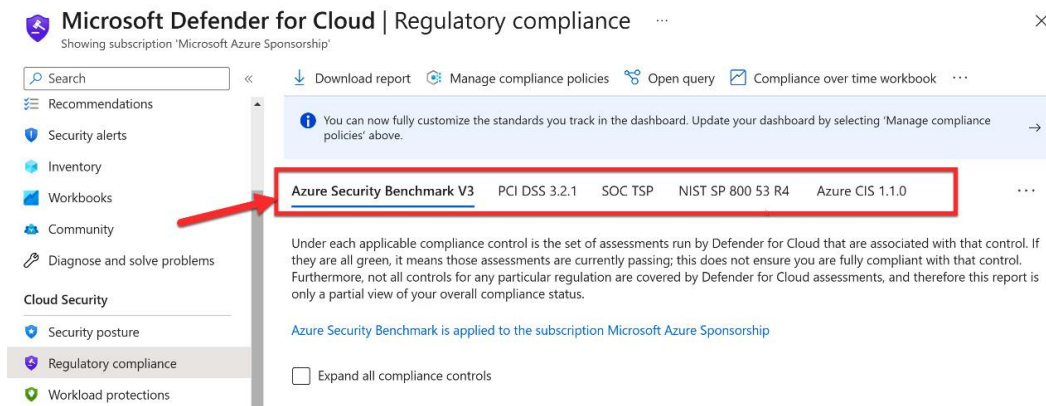 Microsoft Defender for Cloud | Regulatory compliance ...
Showing subscription 'Microsoft Azure Sponsorship'
Search
Recommendations
Security alerts
Inventory
Workbooks
Community
Diagnose and solve problems
Cloud Security
Security posture
Regulatory compliance
Workload protections
Download report Manage compliance policies Open query Compliance over time workbook ...
You can now fully customize the standards you track in the dashboard. Update your dashboard by selecting 'Manage compliance
policies' above.
Azure Security Benchmark V3 PCI DSS 3.2.1 SOC TSP NIST SP 800 53 R4 Azure CIS 1.1.0 ...
Under each applicable compliance control is the set of assessments run by Defender for Cloud that are associated with that control. If
they are all green, it means those assessments are currently passing; this does not ensure you are fully compliant with that control.
Furthermore, not all controls for any particular regulation are covered by Defender for Cloud assessments, and therefore this report is
only a partial view of your overall compliance status.
Azure Security Benchmark is applied to the subscription Microsoft Azure Sponsorship
Expand all compliance controls